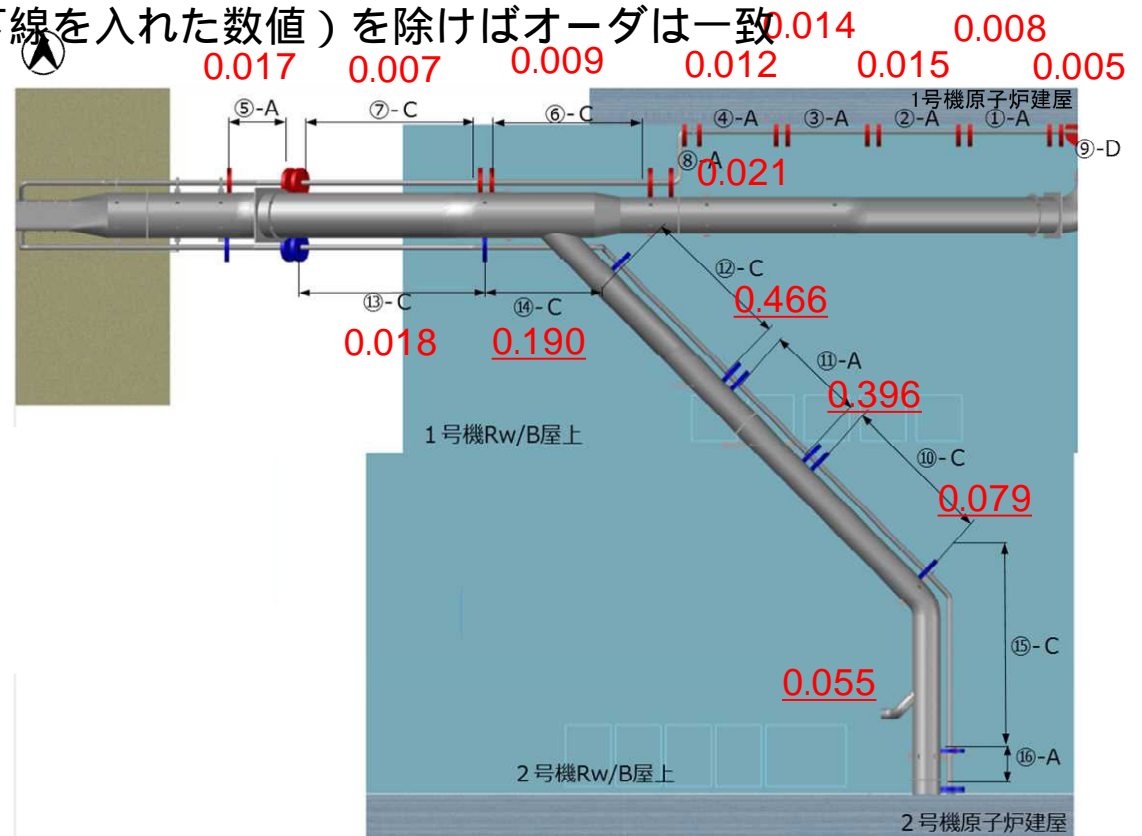 下線を入れた数値）を除けばオーダは一致
0.014
0.008
0.017
0.007
0.009
0.012
0.015
0.005
1号機原子炉建屋
⑤-A
⑦-C
⑥-C
④-A
③-A
②-A
①-A
⑨-D
⑧-A
0.021
⑫-C
0.466
⑬-C
⑭-C
0.018
0.190
⑪-A
0.396
１号機Rw/B屋上
⑩-C
0.079
⑮-C
0.055
⑯-A
２号機Rw/B屋上
２号機原子炉建屋